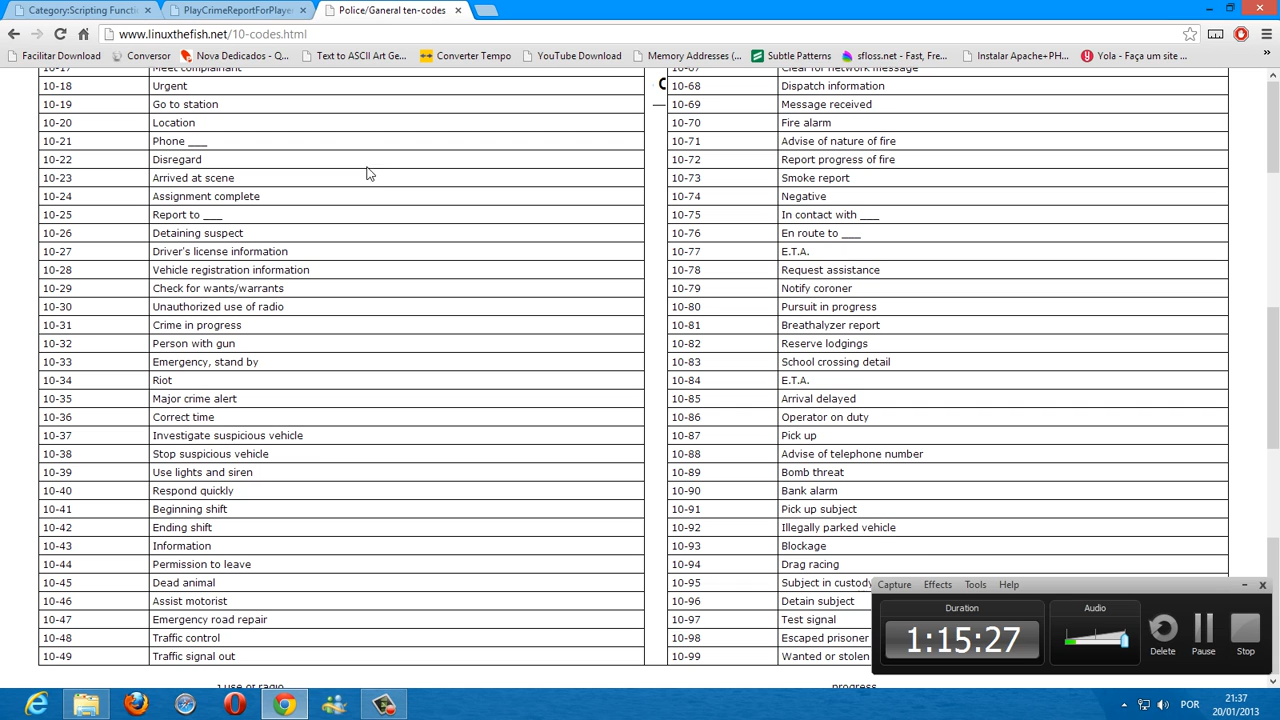 Category:Scripting Functi
PlayCrimeReportForPlayer
Police/Ganeral ten-codes
www.linuxthefish.net/10-codes.html
Facilitar Download
Conversor
Nova Dedicados - O...
Text to ASCII Art Ge...
Converter Tempo
YouTube Download
Memory Addresses (...
Subtle Patterns
sfloss.net - Fast, Fre...
Instalar Apache+PH...
Yola - Faça um site ...
10-17 Meet complainant
10-18 Urgent
10-19 Go to station
10-20 Location
10-21 Phone ___
10-22 Disregard
10-23 Arrived at scene
10-24 Assignment complete
10-25 Report to ___
10-26 Detaining suspect
10-27 Driver's license information
10-28 Vehicle registration information
10-29 Check for wants/warrants
10-30 Unauthorized use of radio
10-31 Crime in progress
10-32 Person with gun
10-33 Emergency, stand by
10-34 Riot
10-35 Major crime alert
10-36 Correct time
10-37 Investigate suspicious vehicle
10-38 Stop suspicious vehicle
10-39 Use lights and siren
10-40 Respond quickly
10-41 Beginning shift
10-42 Ending shift
10-43 Information
10-44 Permission to leave
10-45 Dead animal
10-46 Assist motorist
10-47 Emergency road repair
10-48 Traffic control
10-49 Traffic signal out
use of radio
10-67 Clear for network message
10-68 Dispatch information
10-69 Message received
10-70 Fire alarm
10-71 Advise of nature of fire
10-72 Report progress of fire
10-73 Smoke report
10-74 Negative
10-75 In contact with ___
10-76 En route to ___
10-77 E.T.A.
10-78 Request assistance
10-79 Notify coroner
10-80 Pursuit in progress
10-81 Breathalyzer report
10-82 Reserve lodgings
10-83 School crossing detail
10-84 E.T.A.
10-85 Arrival delayed
10-86 Operator on duty
10-87 Pick up
10-88 Advise of telephone number
10-89 Bomb threat
10-90 Bank alarm
10-91 Pick up subject
10-92 Illegally parked vehicle
10-93 Blockage
10-94 Drag racing
10-95 Subject in custody
10-96 Detain subject
10-97 Test signal
10-98 Escaped prisoner
10-99 Wanted or stolen
progress
Capture Effects Tools Help
Duration
1:15:27
Audio
Delete
Pause
Stop
POR
21:37
20/01/2013